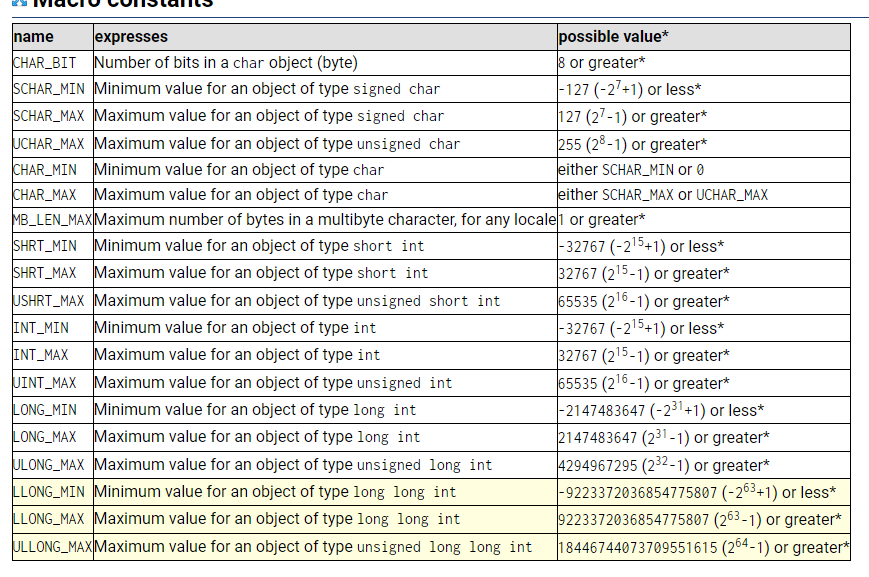 Macro constants
name expresses possible value*
CHAR_BIT Number of bits in a char object (byte) 8 or greater*
SCHAR_MIN Minimum value for an object of type signed char -127 (-2^7+1) or less*
SCHAR_MAX Maximum value for an object of type signed char 127 (2^7-1) or greater*
UCHAR_MAX Maximum value for an object of type unsigned char 255 (2^8-1) or greater*
CHAR_MIN Minimum value for an object of type char either SCHAR_MIN or 0
CHAR_MAX Maximum value for an object of type char either SCHAR_MAX or UCHAR_MAX
MB_LEN_MAX Maximum number of bytes in a multibyte character, for any locale 1 or greater*
SHRT_MIN Minimum value for an object of type short int -32767 (-2^15+1) or less*
SHRT_MAX Maximum value for an object of type short int 32767 (2^15-1) or greater*
USHRT_MAX Maximum value for an object of type unsigned short int 65535 (2^16-1) or greater*
INT_MIN Minimum value for an object of type int -32767 (-2^15+1) or less*
INT_MAX Maximum value for an object of type int 32767 (2^15-1) or greater*
UINT_MAX Maximum value for an object of type unsigned int 65535 (2^16-1) or greater*
LONG_MIN Minimum value for an object of type long int -2147483647 (-2^31+1) or less*
LONG_MAX Maximum value for an object of type long int 2147483647 (2^31-1) or greater*
ULONG_MAX Maximum value for an object of type unsigned long int 4294967295 (2^32-1) or greater*
LLONG_MIN Minimum value for an object of type long long int -9223372036854775807 (-2^63+1) or less*
LLONG_MAX Maximum value for an object of type long long int 9223372036854775807 (2^63-1) or greater*
ULLONG_MAX Maximum value for an object of type unsigned long long int 18446744073709551615 (2^64-1) or greater*